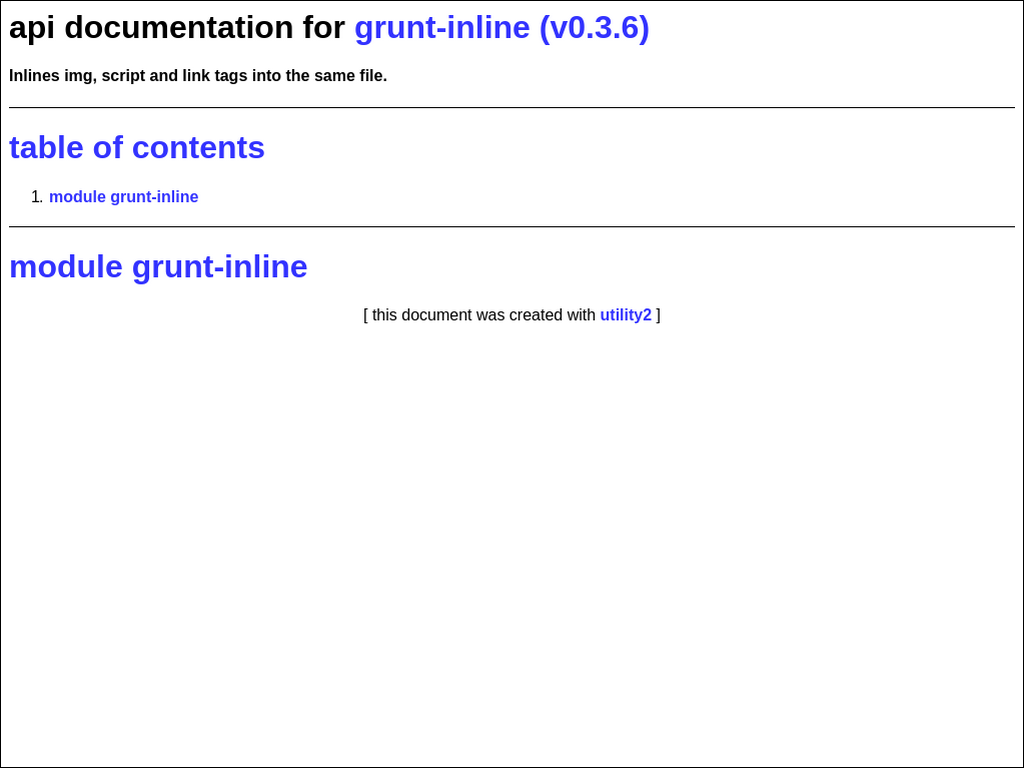 api documentation for grunt-inline (v0.3.6)
Inlines img, script and link tags into the same file.
table of contents
1. module grunt-inline
module grunt-inline
[ this document was created with utility2 ]